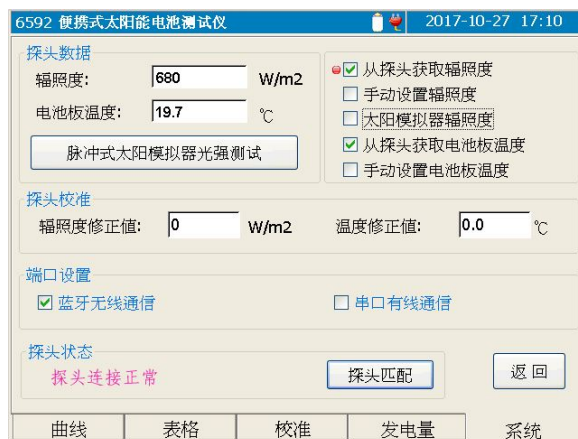 6592 便携式太阳能电池测试仪 2017-10-27 17:10
探头数据
辐照度: 680 W/m2
电池板温度: 19.7 ℃
脉冲式太阳模拟器光强测试
从探头获取辐照度
手动设置辐照度
太阳模拟器辐照度
从探头获取电池板温度
手动设置电池板温度
探头校准
辐照度修正值: 0 W/m2 温度修正值: 0.0 ℃
端口设置
蓝牙无线通信 串口有线通信
探头状态
探头连接正常 探头匹配 返回
曲线 表格 校准 发电量 系统